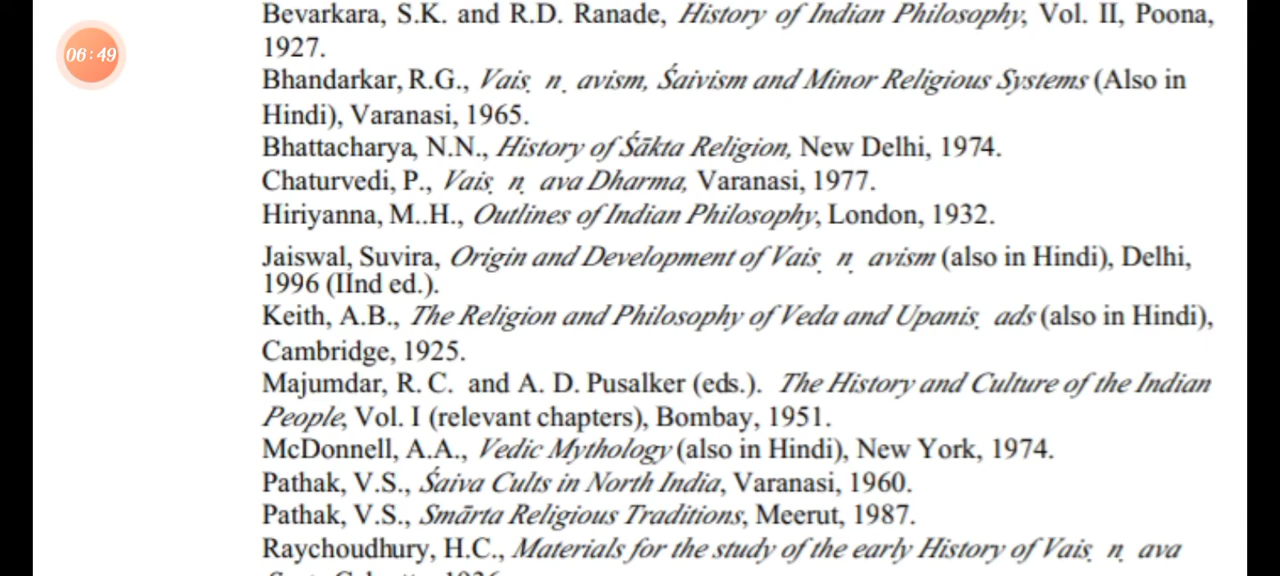 06:49
Bevarkara, S.K. and R.D. Ranade, History of Indian Philosophy, Vol. II, Poona,
1927.
Bhandarkar, R.G., Vaiṣ ṇ avism, Śaivism and Minor Religious Systems (Also in
Hindi), Varanasi, 1965.
Bhattacharya, N.N., History of Śākta Religion, New Delhi, 1974.
Chaturvedi, P., Vaiṣ ṇ ava Dharma, Varanasi, 1977.
Hiriyanna, M..H., Outlines of Indian Philosophy, London, 1932.
Jaiswal, Suvira, Origin and Development of Vaiṣ ṇ avism (also in Hindi), Delhi,
1996 (IInd ed.).
Keith, A.B., The Religion and Philosophy of Veda and Upaniṣ ads (also in Hindi),
Cambridge, 1925.
Majumdar, R. C. and A. D. Pusalker (eds.). The History and Culture of the Indian
People, Vol. I (relevant chapters), Bombay, 1951.
McDonnell, A.A., Vedic Mythology (also in Hindi), New York, 1974.
Pathak, V.S., Śaiva Cults in North India, Varanasi, 1960.
Pathak, V.S., Smārta Religious Traditions, Meerut, 1987.
Raychoudhury, H.C., Materials for the study of the early History of Vaiṣ ṇ ava